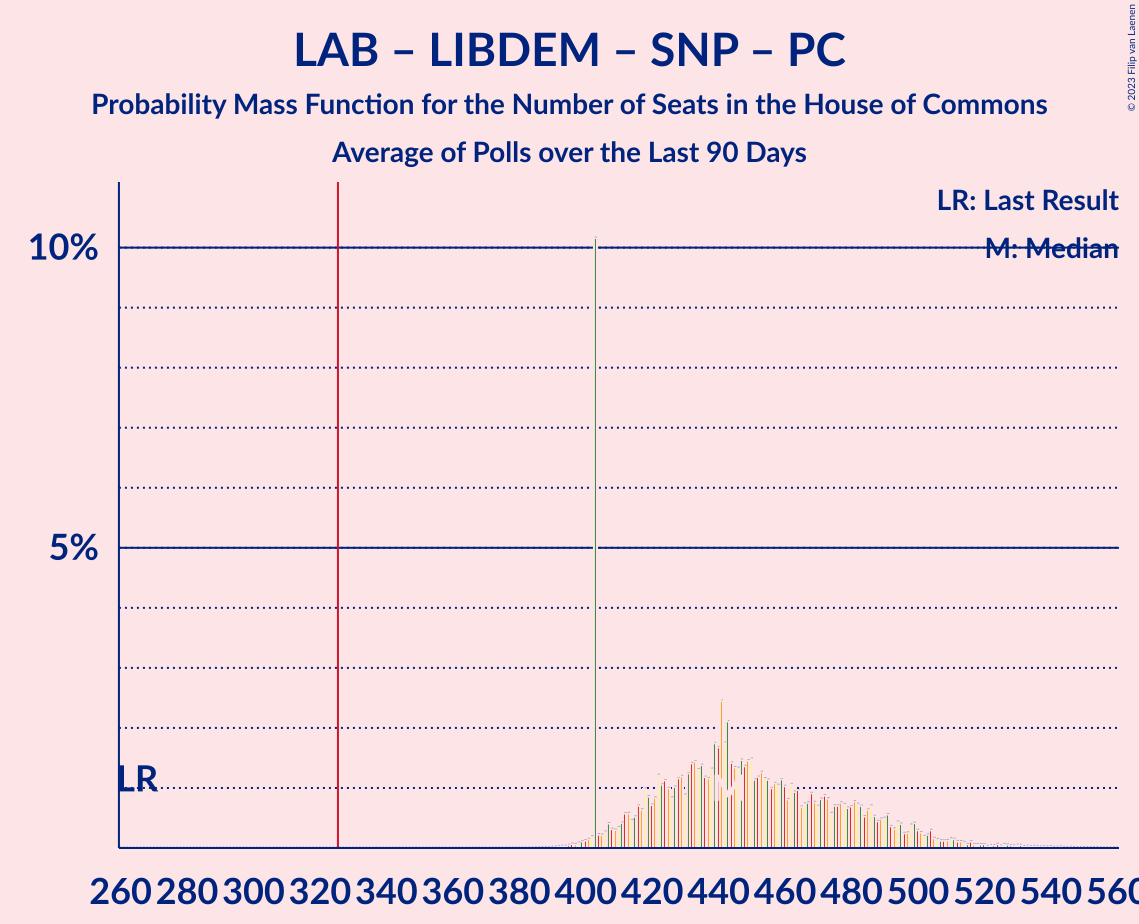 LAB – LIBDEM – SNP – PC
Probability Mass Function for the Number of Seats in the House of Commons
Average of Polls over the Last 90 Days
© 2023 Filip van Laenen
LR: Last Result
M: Median
10%
5%
LR
260 280 300 320 340 360 380 400 420 440 460 480 500 520 540 560